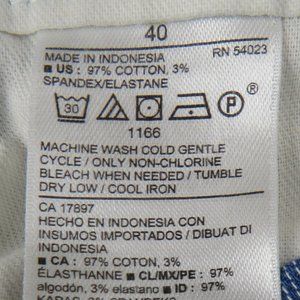 40
MADE IN INDONESIA RN 54023
■ US : 97% COTTON, 3%
SPANDEX/ELASTANE
30 P
1166
MACHINE WASH COLD GENTLE
CYCLE / ONLY NON-CHLORINE
BLEACH WHEN NEEDED / TUMBLE
DRY LOW / COOL IRON
CA 17897
HECHO EN INDONESIA CON
INSUMOS IMPORTADOS / DIBUAT DI
INDONESIA
■ CA : 97% COTTON, 3%
ÉLASTHANNE ■ CL/MX/PE : 97%
algodón, 3% elastano ■ ID: 97%